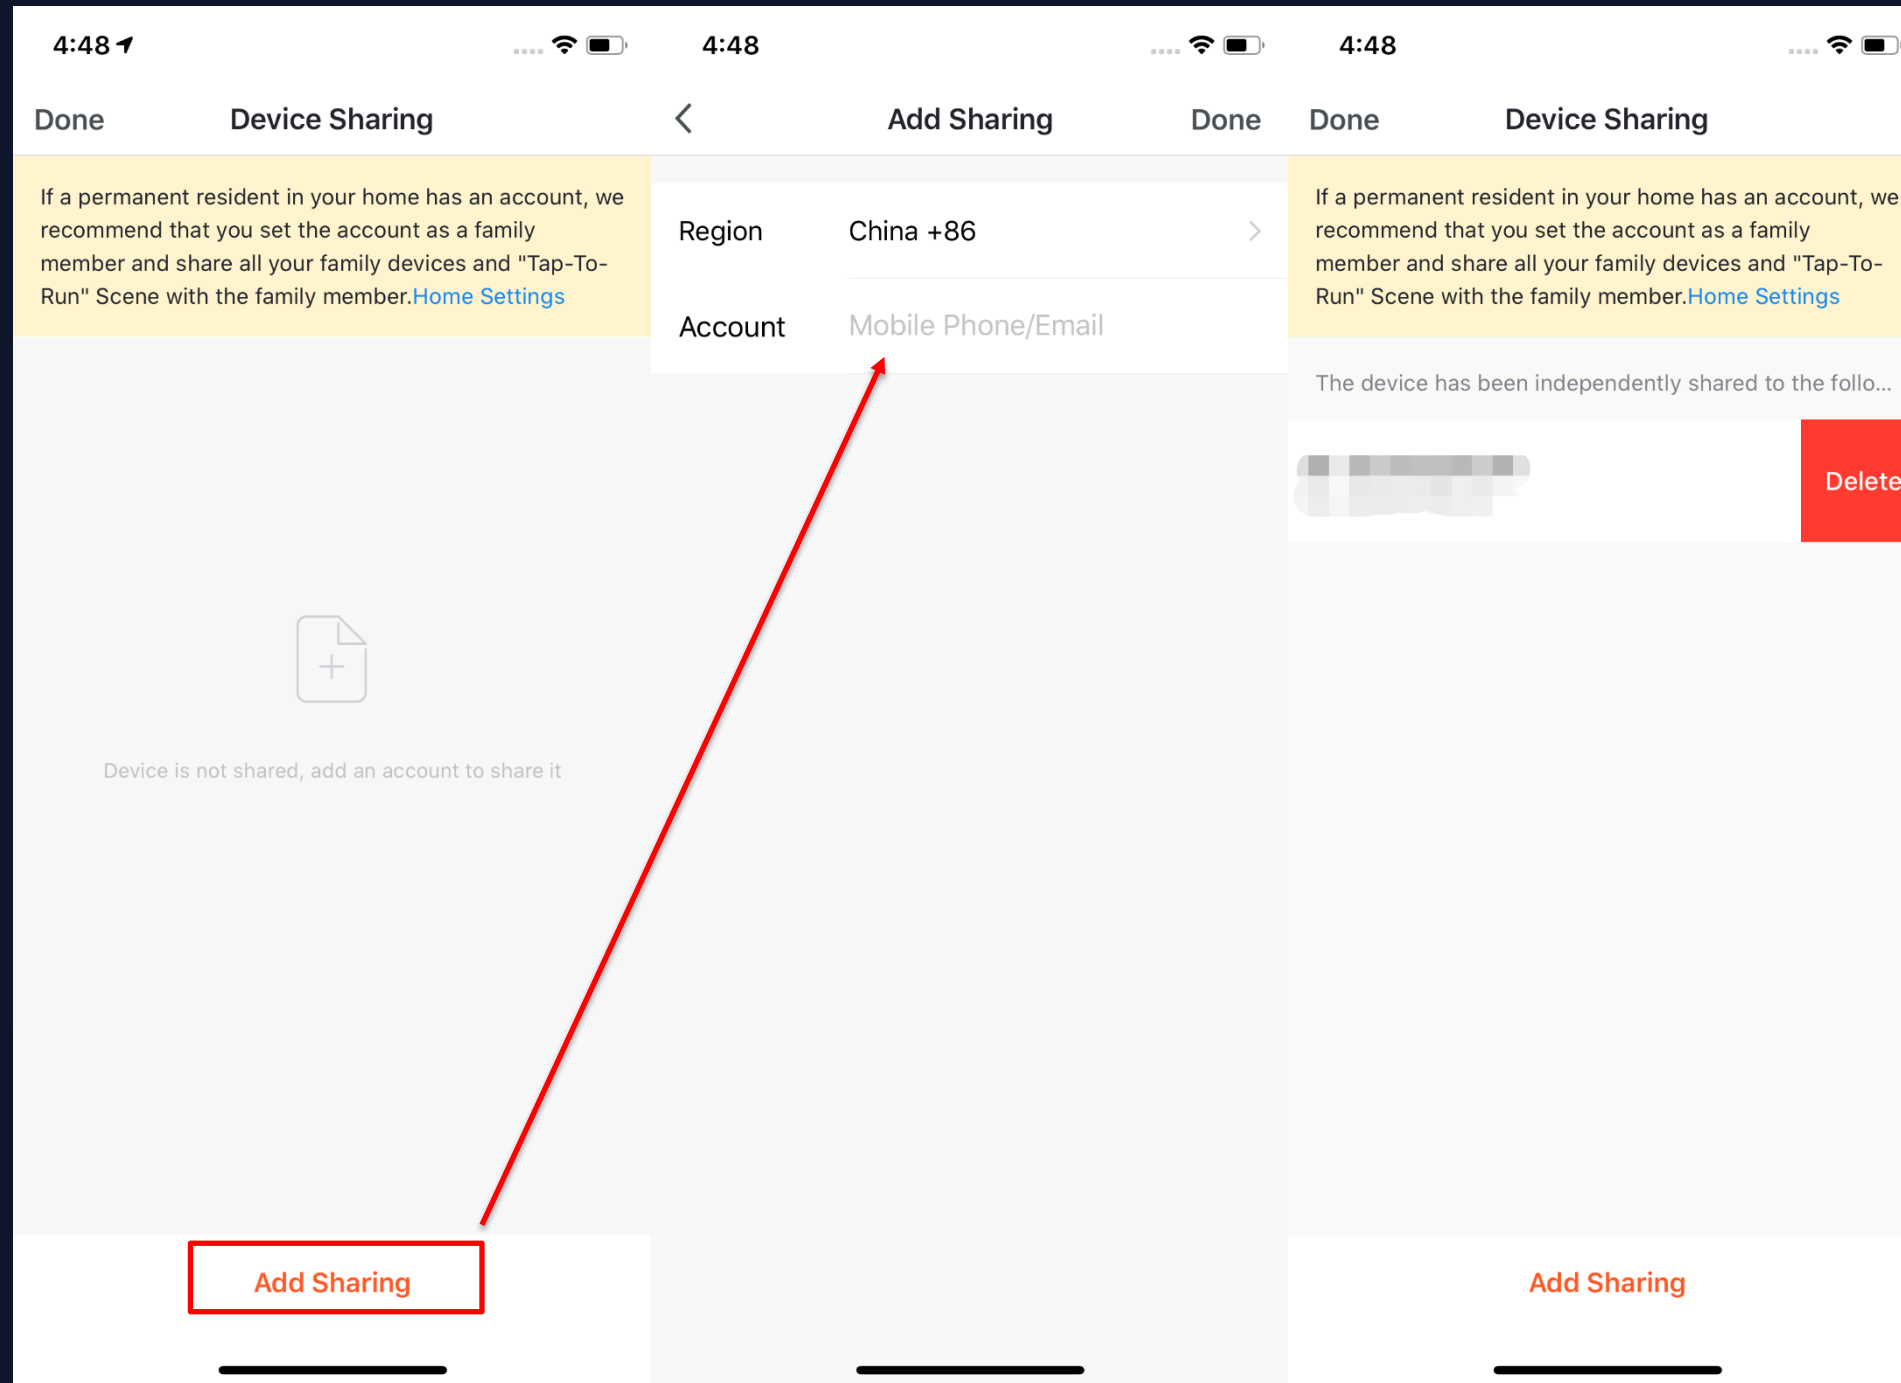 4:48
Done
Device Sharing
If a permanent resident in your home has an account, we
recommend that you set the account as a family
member and share all your family devices and "Tap-To-
Run" Scene with the family member.Home Settings
Device is not shared, add an account to share it
Add Sharing
4:48
Add Sharing
Done
Region
China +86
Account
Mobile Phone/Email
4:48
Done
Device Sharing
If a permanent resident in your home has an account, we
recommend that you set the account as a family
member and share all your family devices and "Tap-To-
Run" Scene with the family member.Home Settings
The device has been independently shared to the follo...
Delete
Add Sharing